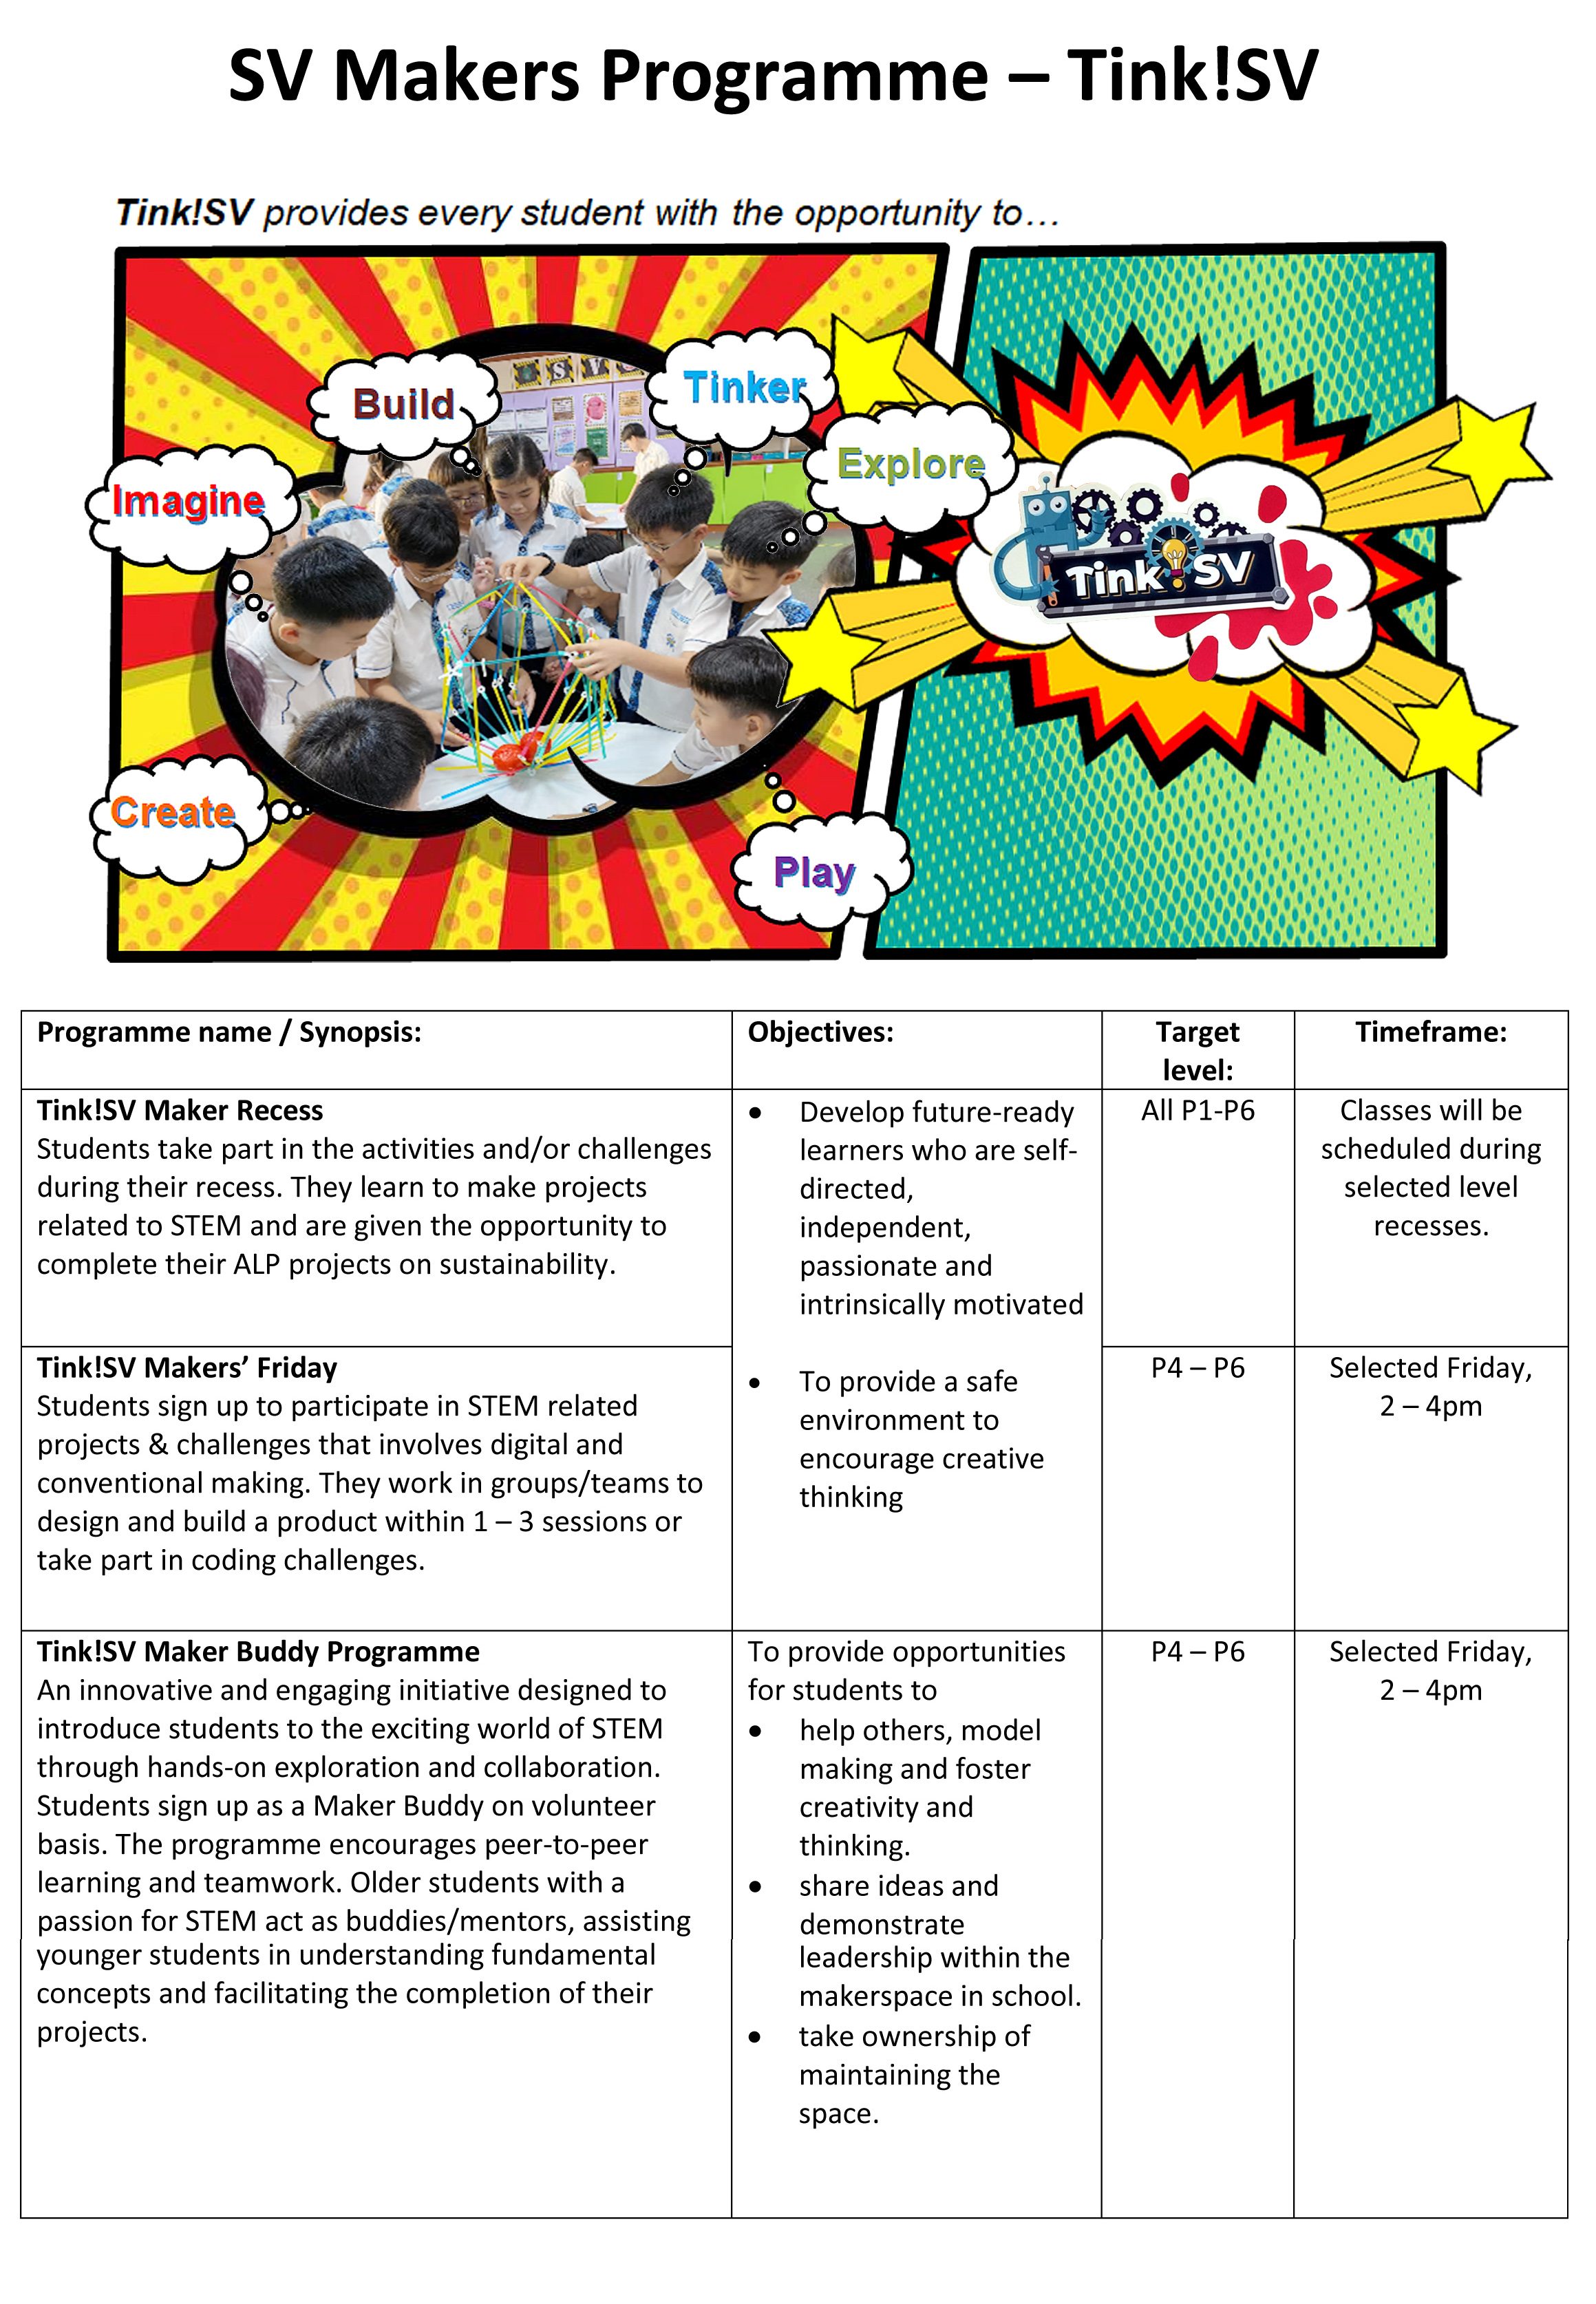 SV Makers Programme – Tink!SV
Tink!SV provides every student with the opportunity to…
Build
Tinker
Explore
Imagine
Create
Play
S V
Tink!SV
Programme name / Synopsis:
Objectives:
Target
level:
Timeframe:
Tink!SV Maker Recess
Students take part in the activities and/or challenges
during their recess. They learn to make projects
related to STEM and are given the opportunity to
complete their ALP projects on sustainability.
All P1-P6
Classes will be
scheduled during
selected level
recesses.
Tink!SV Makers’ Friday
Students sign up to participate in STEM related
projects & challenges that involves digital and
conventional making. They work in groups/teams to
design and build a product within 1 – 3 sessions or
take part in coding challenges.
• Develop future-ready
learners who are self-
directed,
independent,
passionate and
intrinsically motivated
• To provide a safe
environment to
encourage creative
thinking
P4 – P6
Selected Friday,
2 – 4pm
Tink!SV Maker Buddy Programme
An innovative and engaging initiative designed to
introduce students to the exciting world of STEM
through hands-on exploration and collaboration.
Students sign up as a Maker Buddy on volunteer
basis. The programme encourages peer-to-peer
learning and teamwork. Older students with a
passion for STEM act as buddies/mentors, assisting
younger students in understanding fundamental
concepts and facilitating the completion of their
projects.
To provide opportunities
for students to
• help others, model
making and foster
creativity and
thinking.
• share ideas and
demonstrate
leadership within the
makerspace in school.
• take ownership of
maintaining the
space.
P4 – P6
Selected Friday,
2 – 4pm